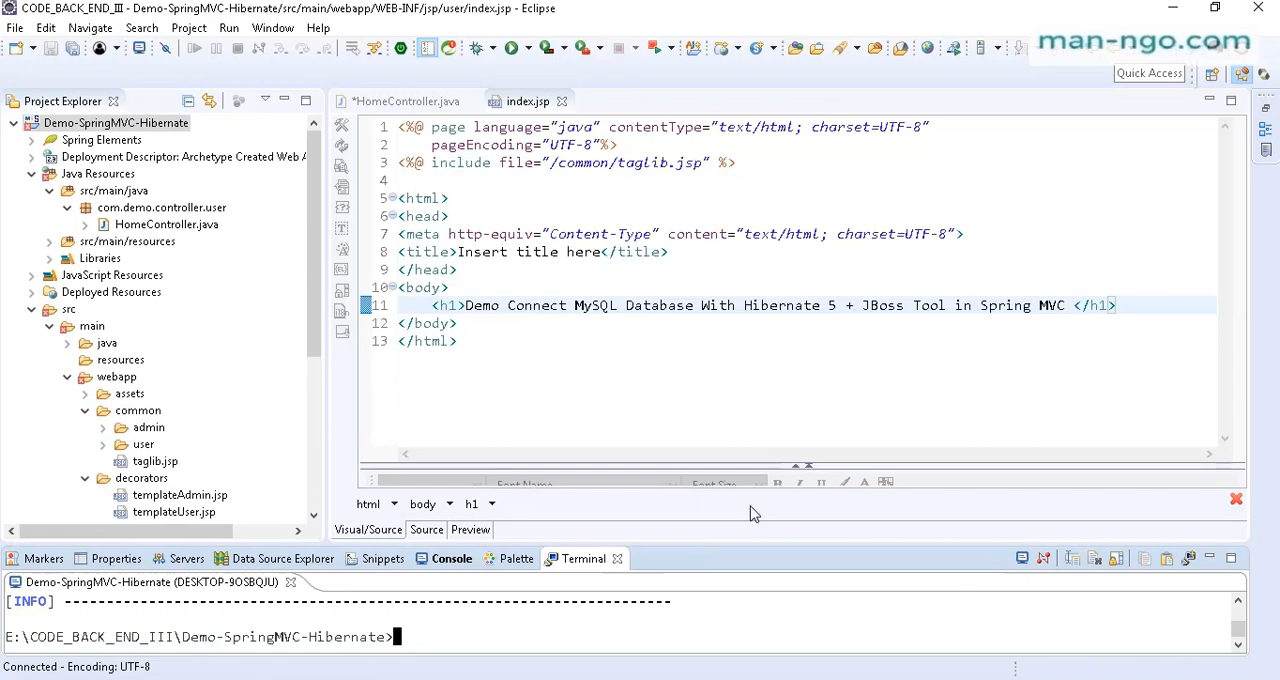 CODE_BACK_END_III - Demo-SpringMVC-Hibernate/src/main/webapp/WEB-INF/jsp/user/index.jsp - Eclipse
man-ngo.com
File Edit Navigate Search Project Run Window Help
Quick Access
Project Explorer
*HomeController.java
index.jsp
Demo-SpringMVC-Hibernate
Spring Elements
Deployment Descriptor: Archetype Created Web A
Java Resources
src/main/java
com.demo.controller.user
HomeController.java
src/main/resources
Libraries
JavaScript Resources
Deployed Resources
src
main
java
resources
webapp
assets
common
admin
user
taglib.jsp
decorators
templateAdmin.jsp
templateUser.jsp
1 <%@ page language="java" contentType="text/html; charset=UTF-8"
2 pageEncoding="UTF-8"%>
3 <%@ include file="/common/taglib.jsp" %>
4
5 <html>
6 <head>
7 <meta http-equiv="Content-Type" content="text/html; charset=UTF-8">
8 <title>Insert title here</title>
9 </head>
10 <body>
11 <h1>Demo Connect MySQL Database With Hibernate 5 + JBoss Tool in Spring MVC </h1>
12 </body>
13 </html>
Font Name Font Size B I U A
html body h1
Visual/Source Source Preview
Markers Properties Servers Data Source Explorer Snippets Console Palette Terminal
Demo-SpringMVC-Hibernate (DESKTOP-9OSBQJU)
[INFO] ------------------------------------------------------------------------
E:\CODE_BACK_END_III\Demo-SpringMVC-Hibernate>
Connected - Encoding: UTF-8